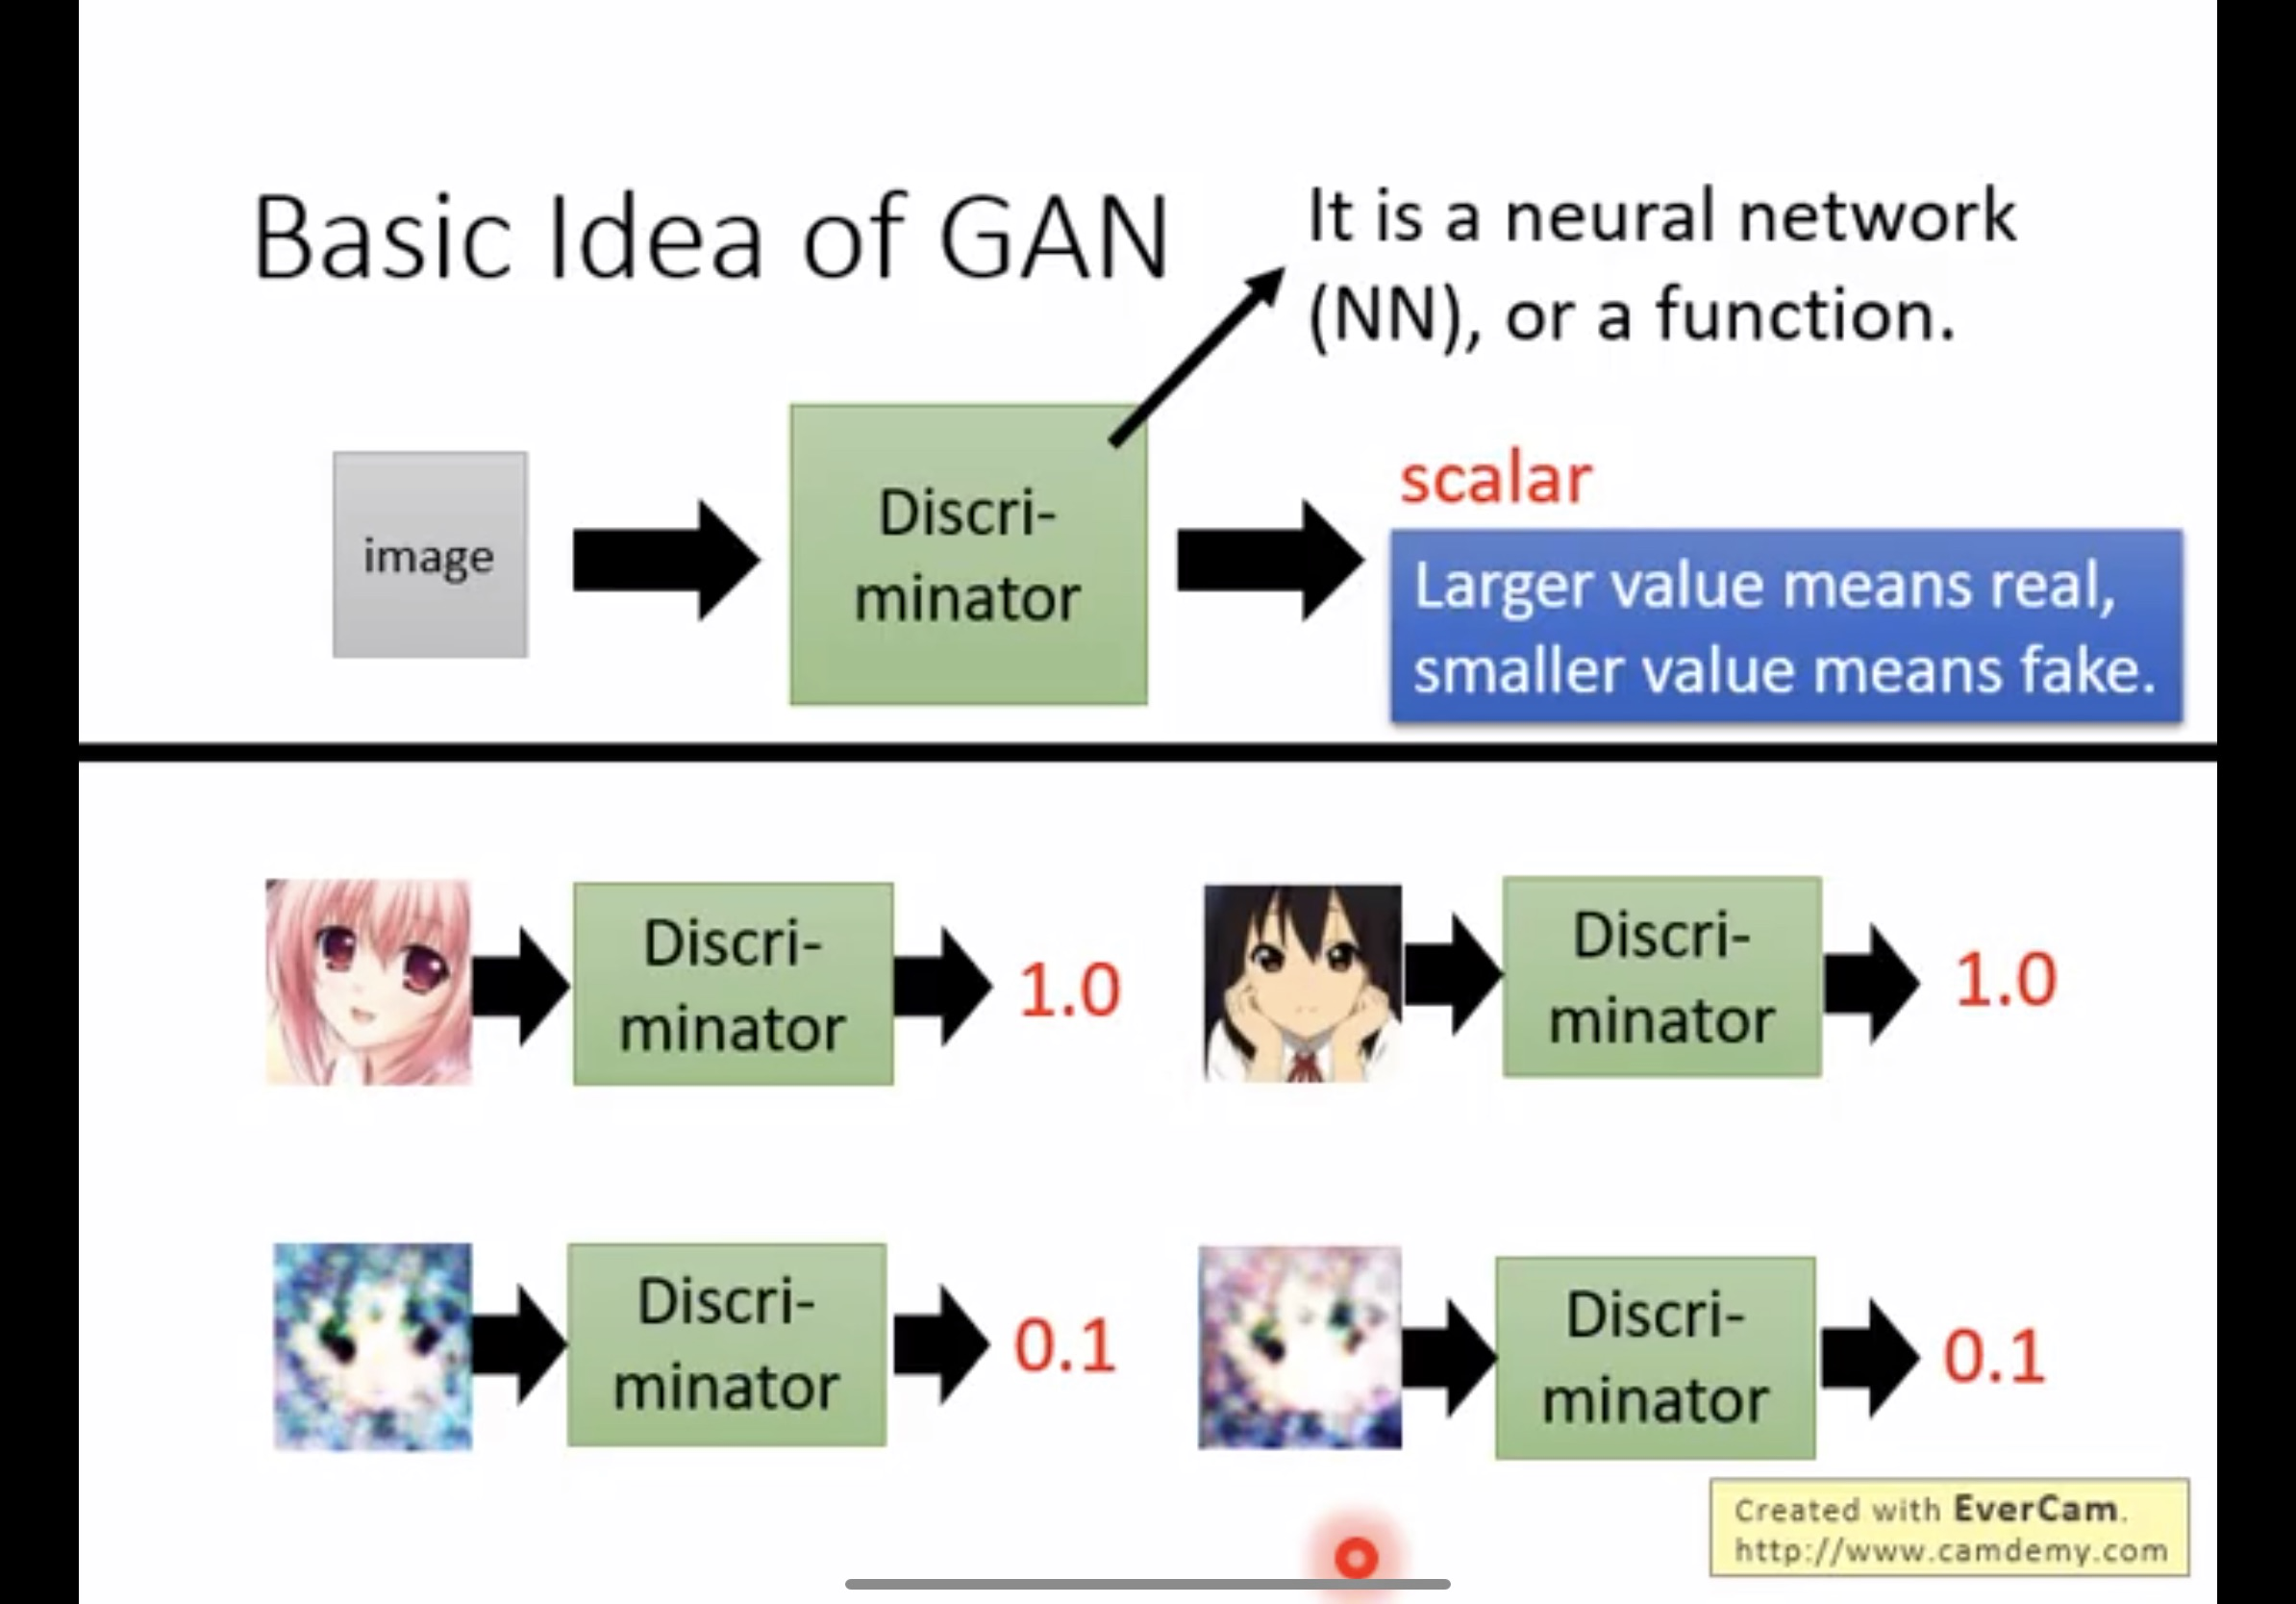 Basic Idea of GAN
It is a neural network
(NN), or a function.
image
Discri-
minator
scalar
Larger value means real,
smaller value means fake.
Discri-
minator
1.0
Discri-
minator
1.0
Discri-
minator
0.1
Discri-
minator
0.1
Created with EverCam.
http://www.camdemy.com